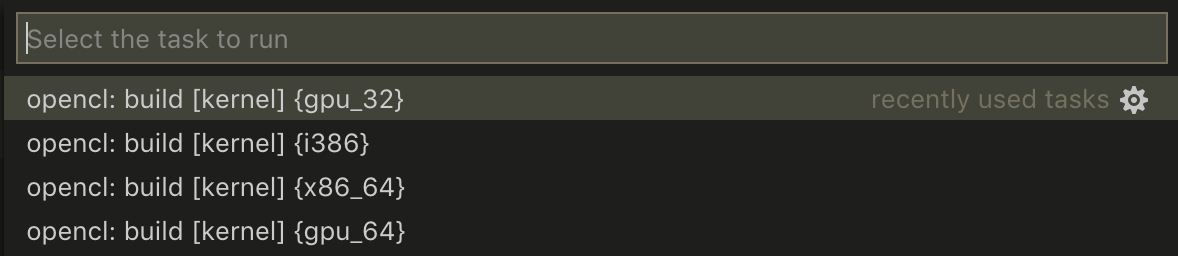 Select the task to run
opencl: build [kernel] {gpu_32} recently used tasks
opencl: build [kernel] {i386}
opencl: build [kernel] {x86_64}
opencl: build [kernel] {gpu_64}